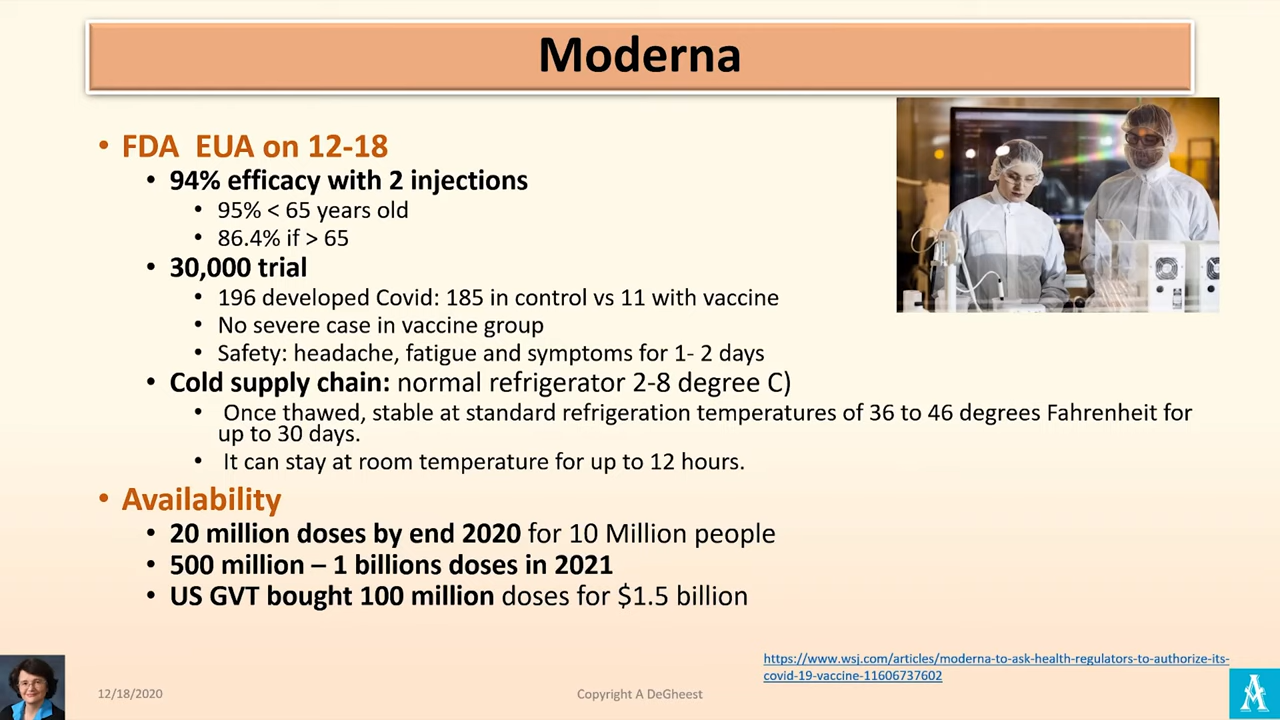 Moderna
• FDA  EUA on 12-18
• 94% efficacy with 2 injections
• 95% < 65 years old
• 86.4% if > 65
• 30,000 trial
• 196 developed Covid: 185 in control vs 11 with vaccine
• No severe case in vaccine group
• Safety: headache, fatigue and symptoms for 1- 2 days
• Cold supply chain: normal refrigerator 2-8 degree C)
• Once thawed, stable at standard refrigeration temperatures of 36 to 46 degrees Fahrenheit for
up to 30 days.
• It can stay at room temperature for up to 12 hours.
• Availability
• 20 million doses by end 2020 for 10 Million people
• 500 million – 1 billions doses in 2021
• US GVT bought 100 million doses for $1.5 billion
https://www.wsj.com/articles/moderna-to-ask-health-regulators-to-authorize-its-
covid-19-vaccine-11606737602
12/18/2020
Copyright A DeGheest
A